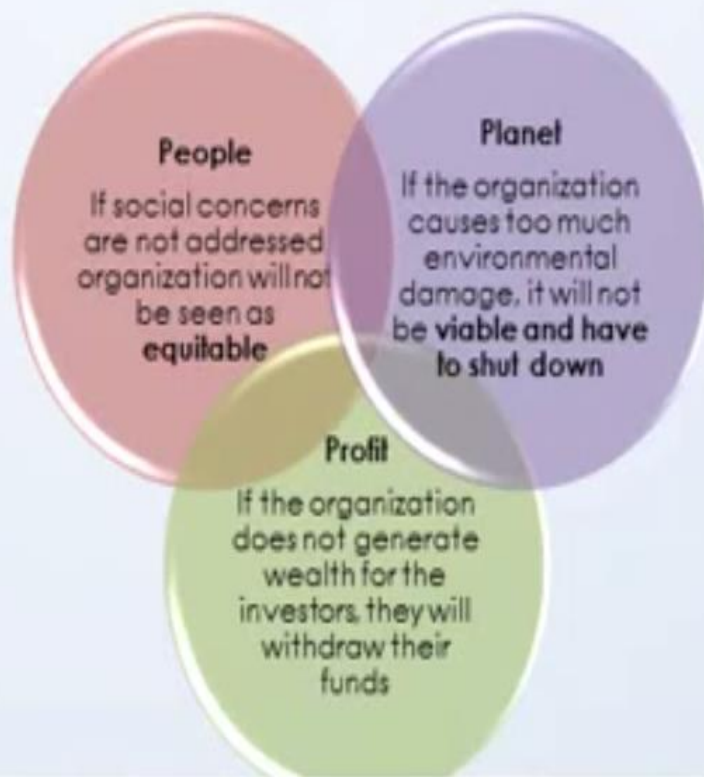 People
If social concerns
are not addressed
organization will not
be seen as
equitable
Planet
If the organization
causes too much
environmental
damage, it will not
be viable and have
to shut down
Profit
If the organization
does not generate
wealth for the
investors, they will
withdraw their
funds